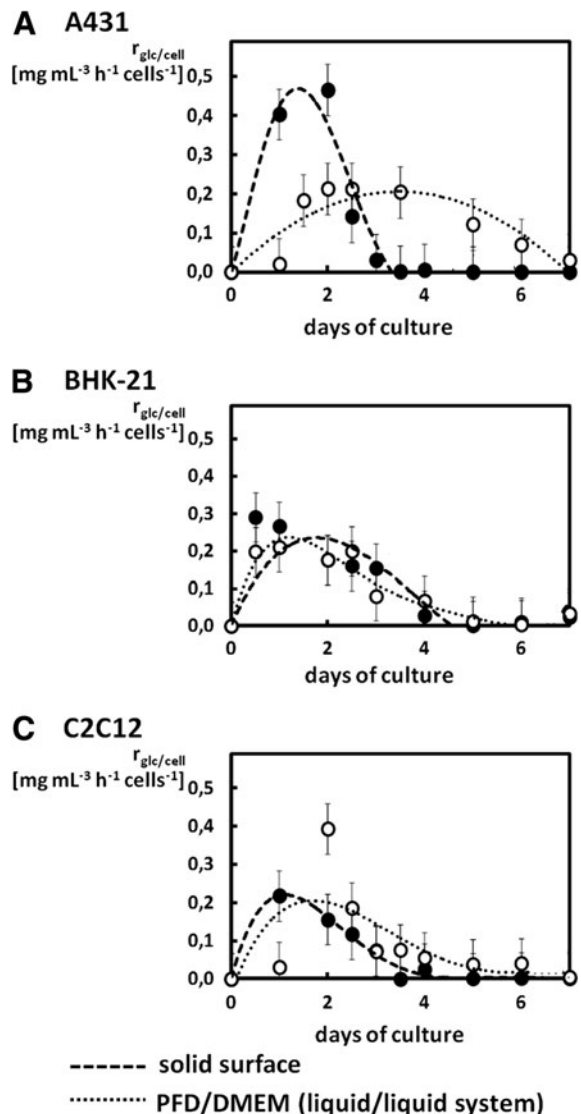 A A431
r glc/cell
[mg mL-3 h-1 cells-1]
0,5
0,4
0,3
0,2
0,1
0,0
0 2 4 6
days of culture
B BHK-21
r glc/cell
[mg mL-3 h-1 cells-1]
0,5
0,4
0,3
0,2
0,1
0,0
0 2 4 6
days of culture
C C2C12
r glc/cell
[mg mL-3 h-1 cells-1]
0,5
0,4
0,3
0,2
0,1
0,0
0 2 4 6
days of culture
solid surface
PFD/DMEM (liquid/liquid system)